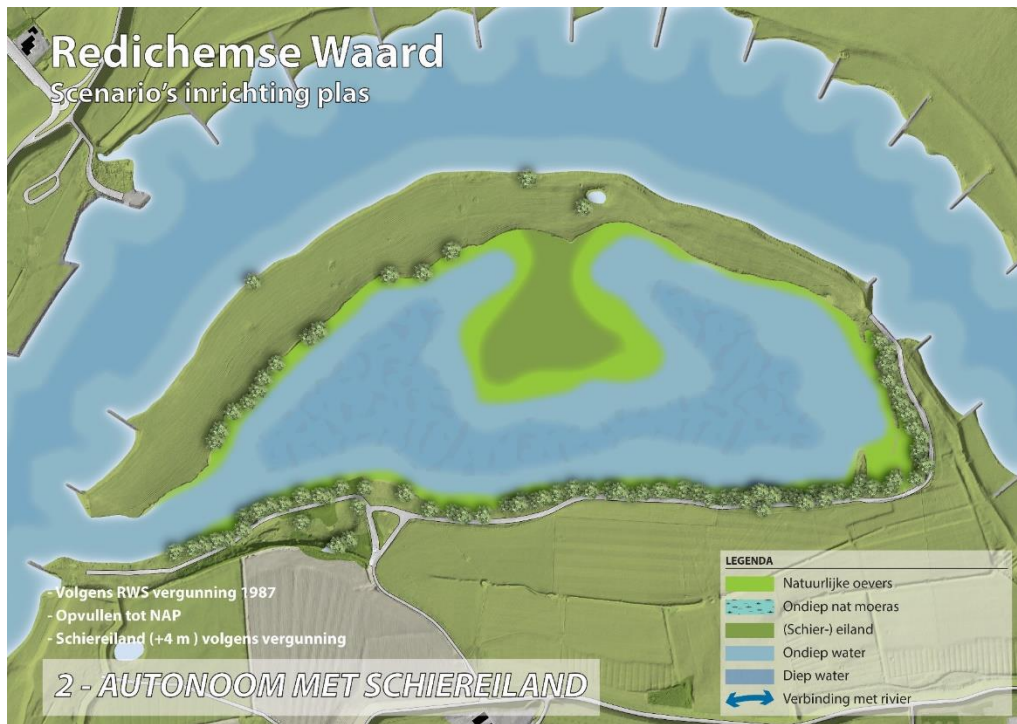 Redichemse Waard
Scenario's inrichting plas
- Volgens RWS vergunning 1987
- Opvullen tot NAP
- Schiereiland (+4 m ) volgens vergunning
2 - AUTONOOM MET SCHIEREILAND
LEGENDA
Natuurlijke oevers
Ondiep nat moeras
(Schier-) eiland
Ondiep water
Diep water
Verbinding met rivier